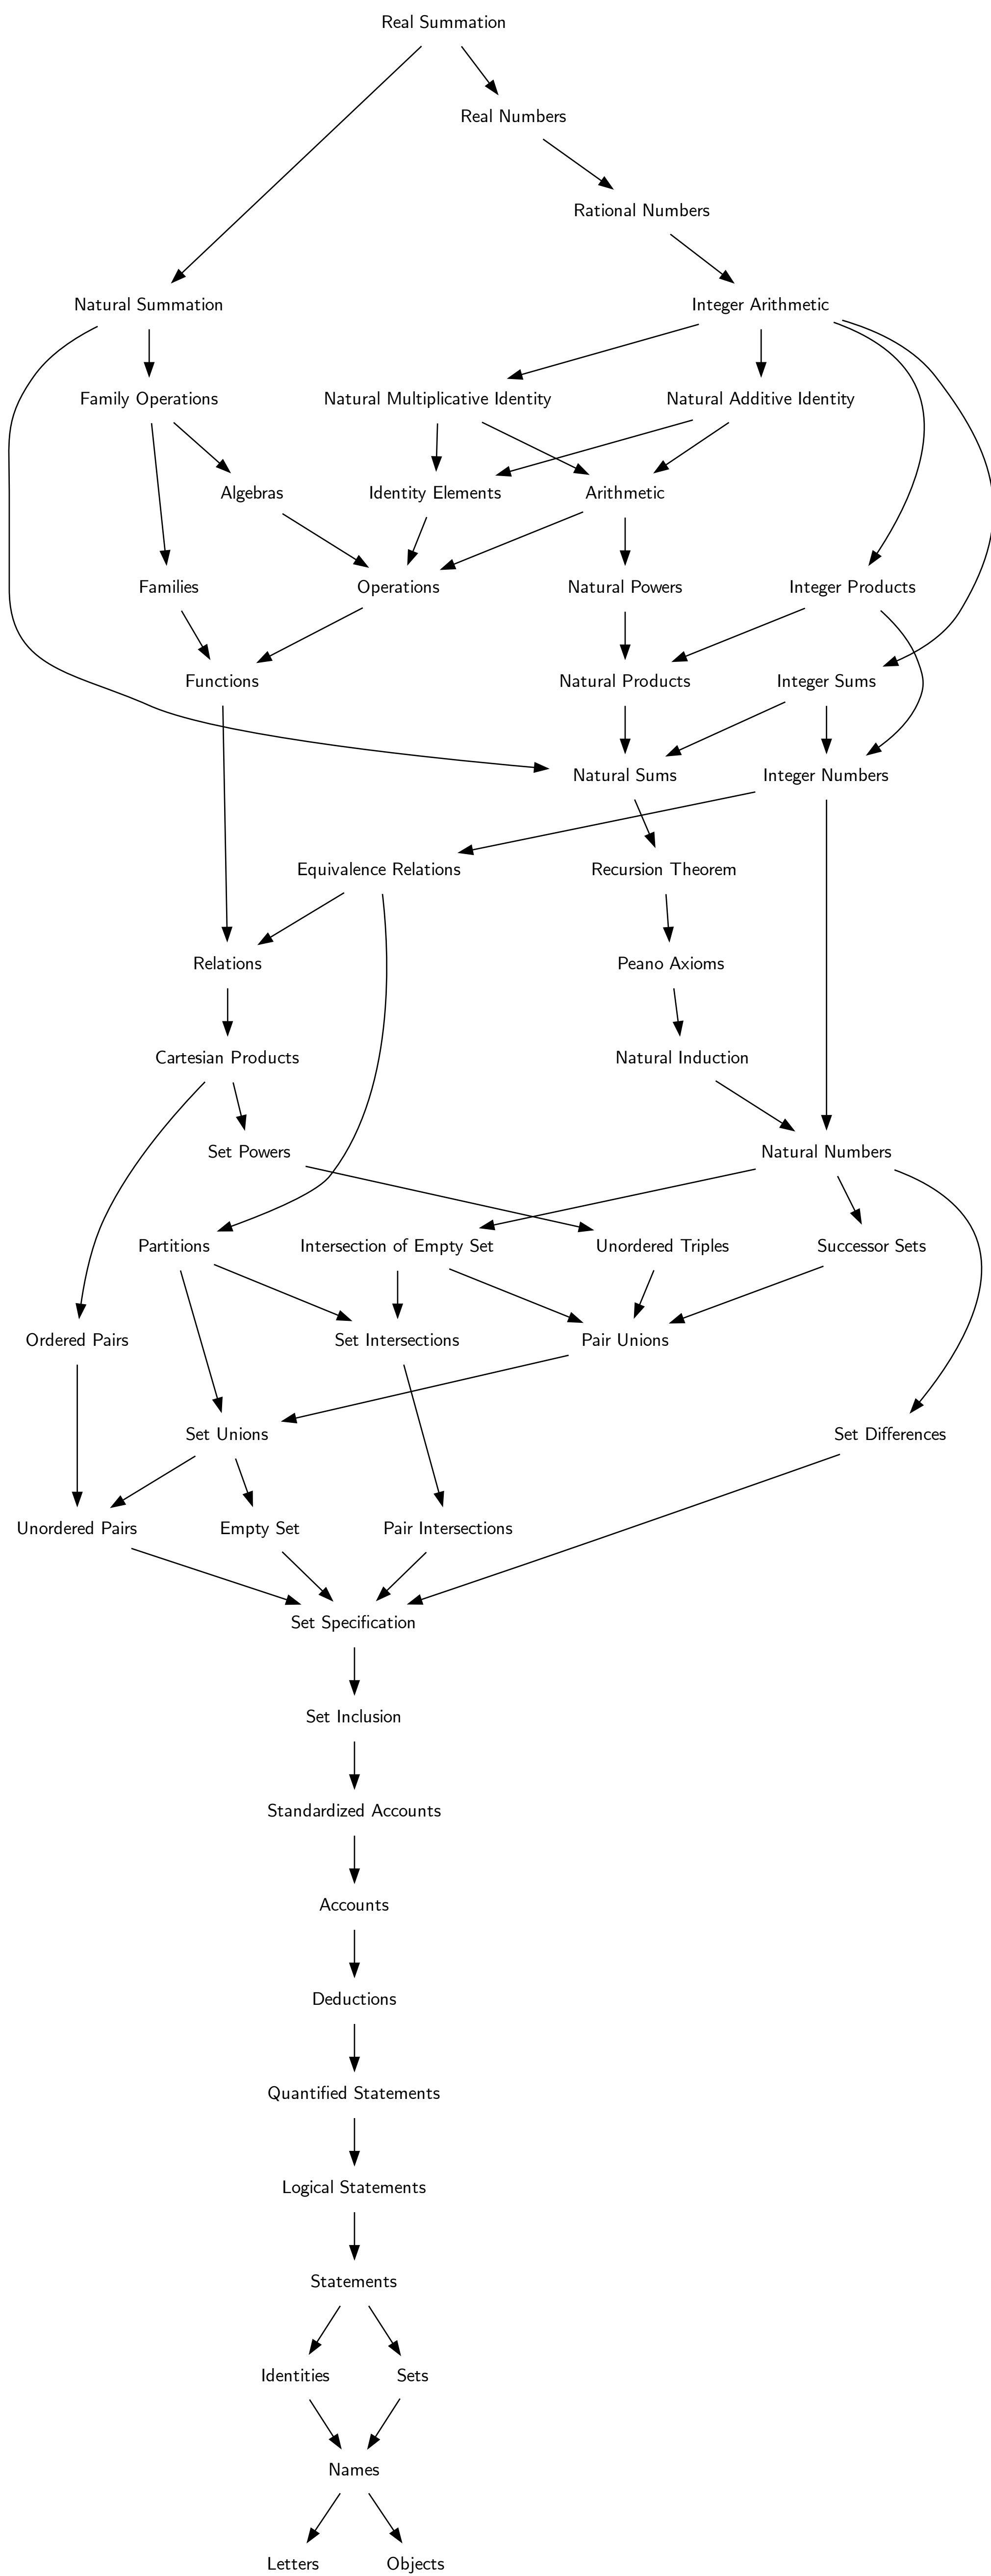 Real Summation
Real Numbers
Rational Numbers
Natural Summation
Integer Arithmetic
Family Operations
Natural Multiplicative Identity
Natural Additive Identity
Algebras
Identity Elements
Arithmetic
Families
Operations
Natural Powers
Integer Products
Functions
Natural Products
Integer Sums
Natural Sums
Integer Numbers
Equivalence Relations
Recursion Theorem
Relations
Peano Axioms
Cartesian Products
Natural Induction
Set Powers
Natural Numbers
Partitions
Intersection of Empty Set
Unordered Triples
Successor Sets
Ordered Pairs
Set Intersections
Pair Unions
Set Unions
Set Differences
Unordered Pairs
Empty Set
Pair Intersections
Set Specification
Set Inclusion
Standardized Accounts
Accounts
Deductions
Quantified Statements
Logical Statements
Statements
Identities
Sets
Names
Letters
Objects